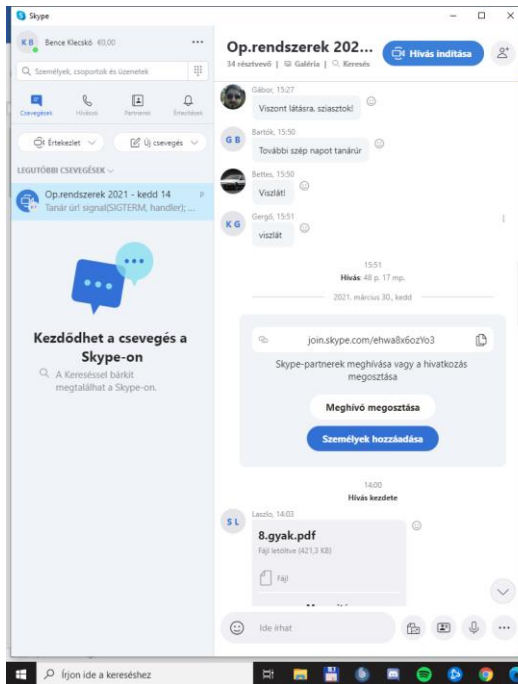 Skype
K B
Bence Klecskó €0,00
Személyek, csoportok és üzenetek
Csevegések
Hívások
Partnerek
Értesítések
Értekezlet
Új csevegés
LEGUTÓBBI CSEVEGÉSEK
Op.rendszerek 2021 - kedd 14
Tanár úr! signal(SIGTERM, handler); ...
P
Kezdődhet a csevegés a
Skype-on
A Kereséssel bárkit
megtalálhat a Skype-on.
Op.rendszerek 202...
34 résztvevő | Galéria | Keresés
Hívás indítása
Gábor, 15:27
Viszont látásra, sziasztok!
G B
Bartók, 15:50
További szép napot tanárúr
Bettes, 15:50
Viszlát!
K G
Gergő, 15:51
viszlát
15:51
Hívás: 48 p. 17 mp.
2021. március 30., kedd
join.skype.com/ehwa8x6ozYo3
Skype-partnerek meghívása vagy a hivatkozás
megosztása
Meghívó megosztása
Személyek hozzáadása
14:00
Hívás kezdete
S L
Laszlo, 14:03
8.gyak.pdf
Fájl letöltve (421,3 KB)
Fájl
Ide írhat
Írjon ide a kereséshez